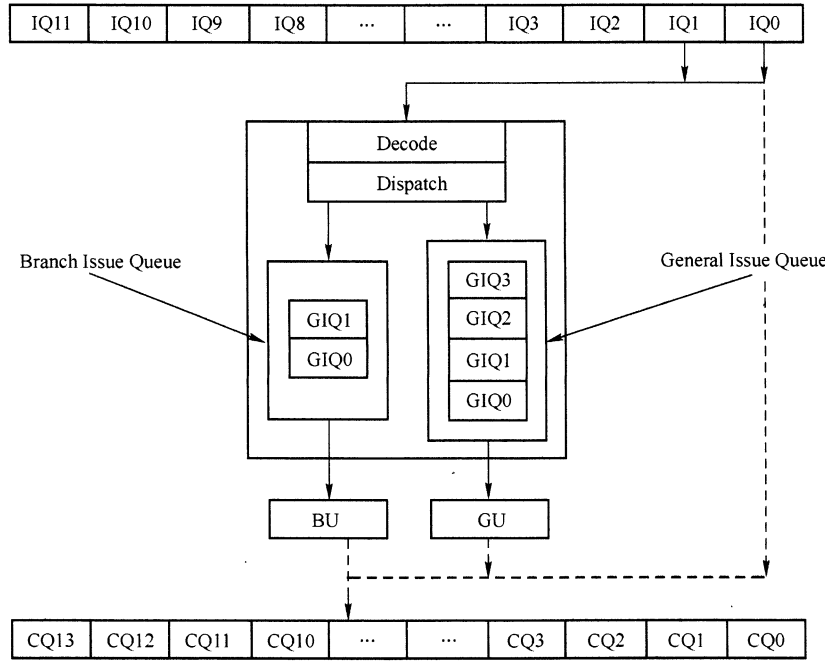 IQ11 IQ10 IQ9 IQ8 ... ... IQ3 IQ2 IQ1 IQ0
Decode
Dispatch
Branch Issue Queue
General Issue Queue
GIQ1
GIQ0
GIQ3
GIQ2
GIQ1
GIQ0
BU
GU
CQ13 CQ12 CQ11 CQ10 ... ... CQ3 CQ2 CQ1 CQ0